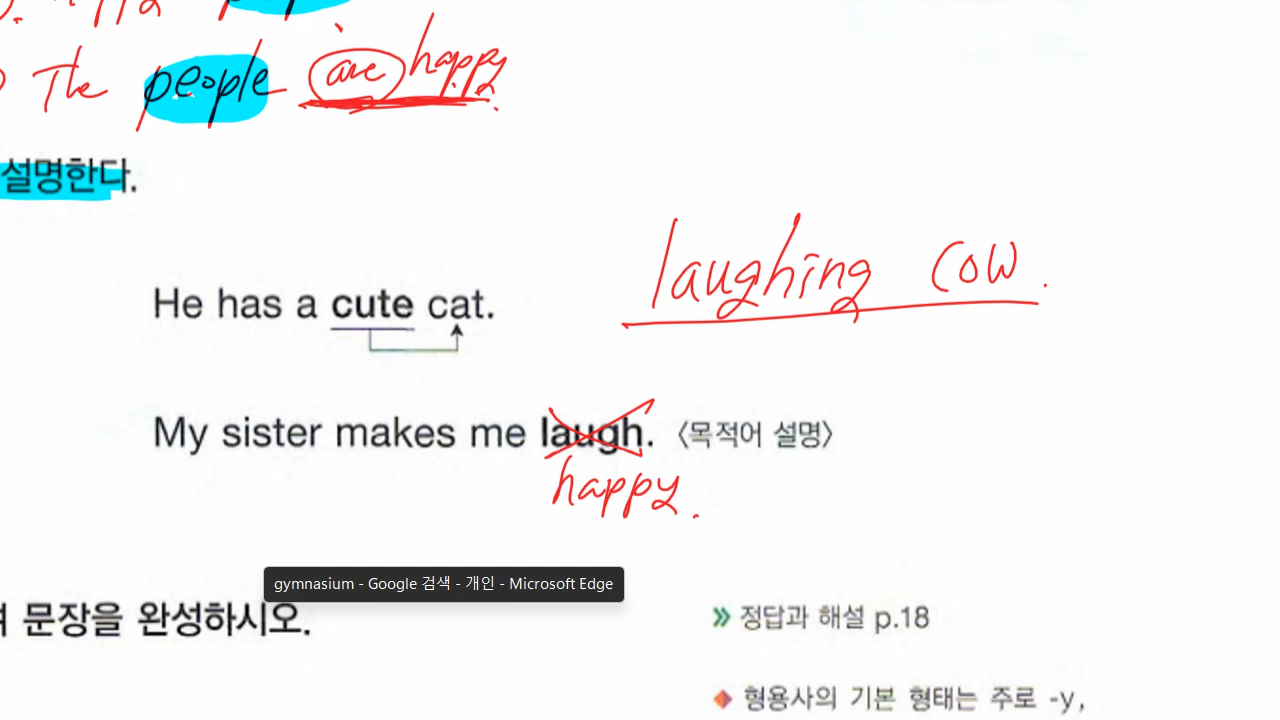 The people are happy.
설명한다.
laughing cow.
He has a cute cat.
My sister makes me laugh. 〈목적어 설명〉
happy.
gymnasium - Google 검색 - 개인 - Microsoft Edge
문장을 완성하시오.
정답과 해설 p.18
형용사의 기본 형태는 주로 -y,